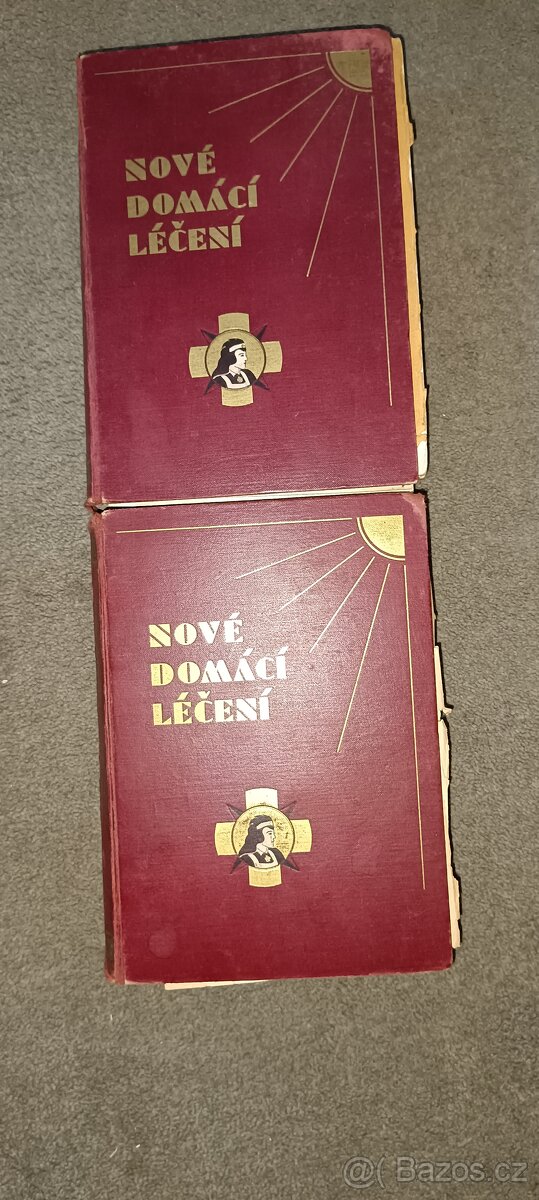 NOVÉ
DOMÁCÍ
LÉČENÍ
NOVÉ
DOMÁCÍ
LÉČENÍ
@( Bazos.cz